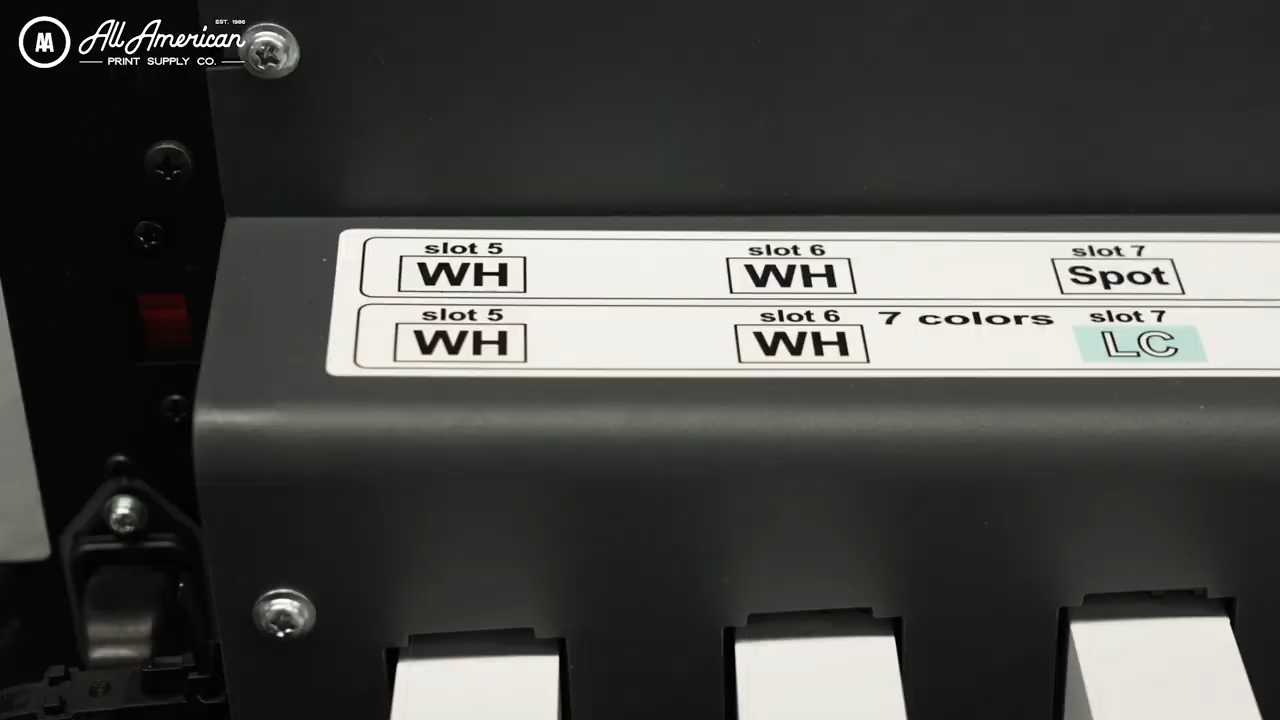 EST. 1986
AA All American
PRINT SUPPLY CO.
slot 5 slot 6 slot 7
WH WH Spot
slot 5 slot 6 7 colors slot 7
WH WH LC